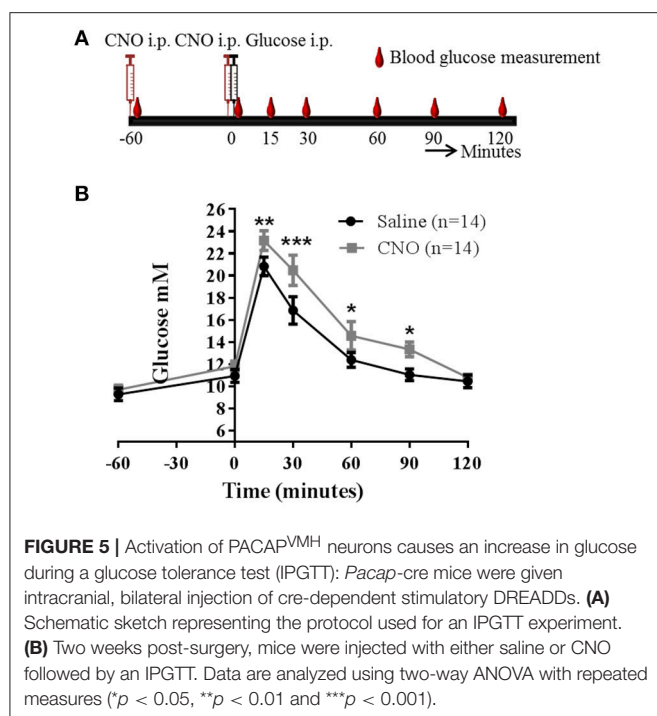 A
CNO i.p. CNO i.p. Glucose i.p.
Blood glucose measurement
-60 0 15 30 60 90 120
Minutes
B
26
24
22
20
18
16
14
12
10
8
6
Glucose mM
Saline (n=14)
CNO (n=14)
** *** * *
-60 -30 0 30 60 90 120
Time (minutes)
FIGURE 5 | Activation of PACAPVMH neurons causes an increase in glucose
during a glucose tolerance test (IPGTT): Pacap-cre mice were given
intracranial, bilateral injection of cre-dependent stimulatory DREADDs. (A)
Schematic sketch representing the protocol used for an IPGTT experiment.
(B) Two weeks post-surgery, mice were injected with either saline or CNO
followed by an IPGTT. Data are analyzed using two-way ANOVA with repeated
measures (*p < 0.05, **p < 0.01 and ***p < 0.001).